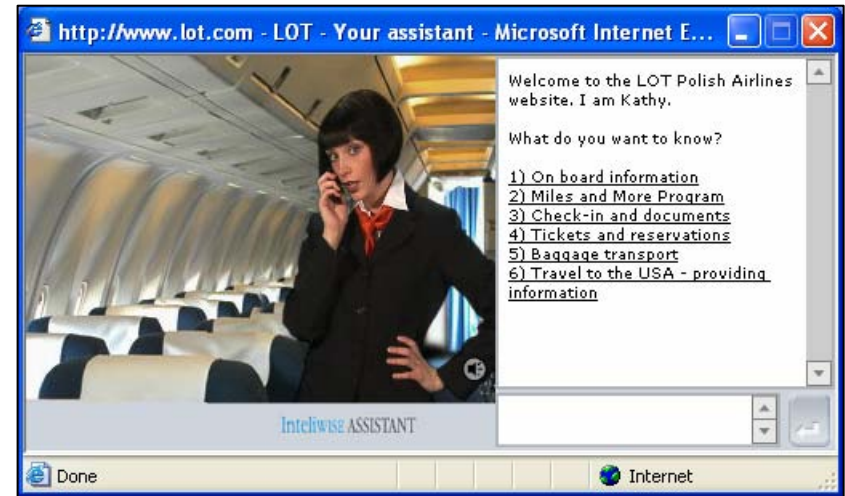 http://www.lot.com - LOT - Your assistant - Microsoft Internet E...
Welcome to the LOT Polish Airlines
website. I am Kathy.
What do you want to know?
1) On board information
2) Miles and More Program
3) Check-in and documents
4) Tickets and reservations
5) Baggage transport
6) Travel to the USA - providing
information
InteliWISE ASSISTANT
Done
Internet